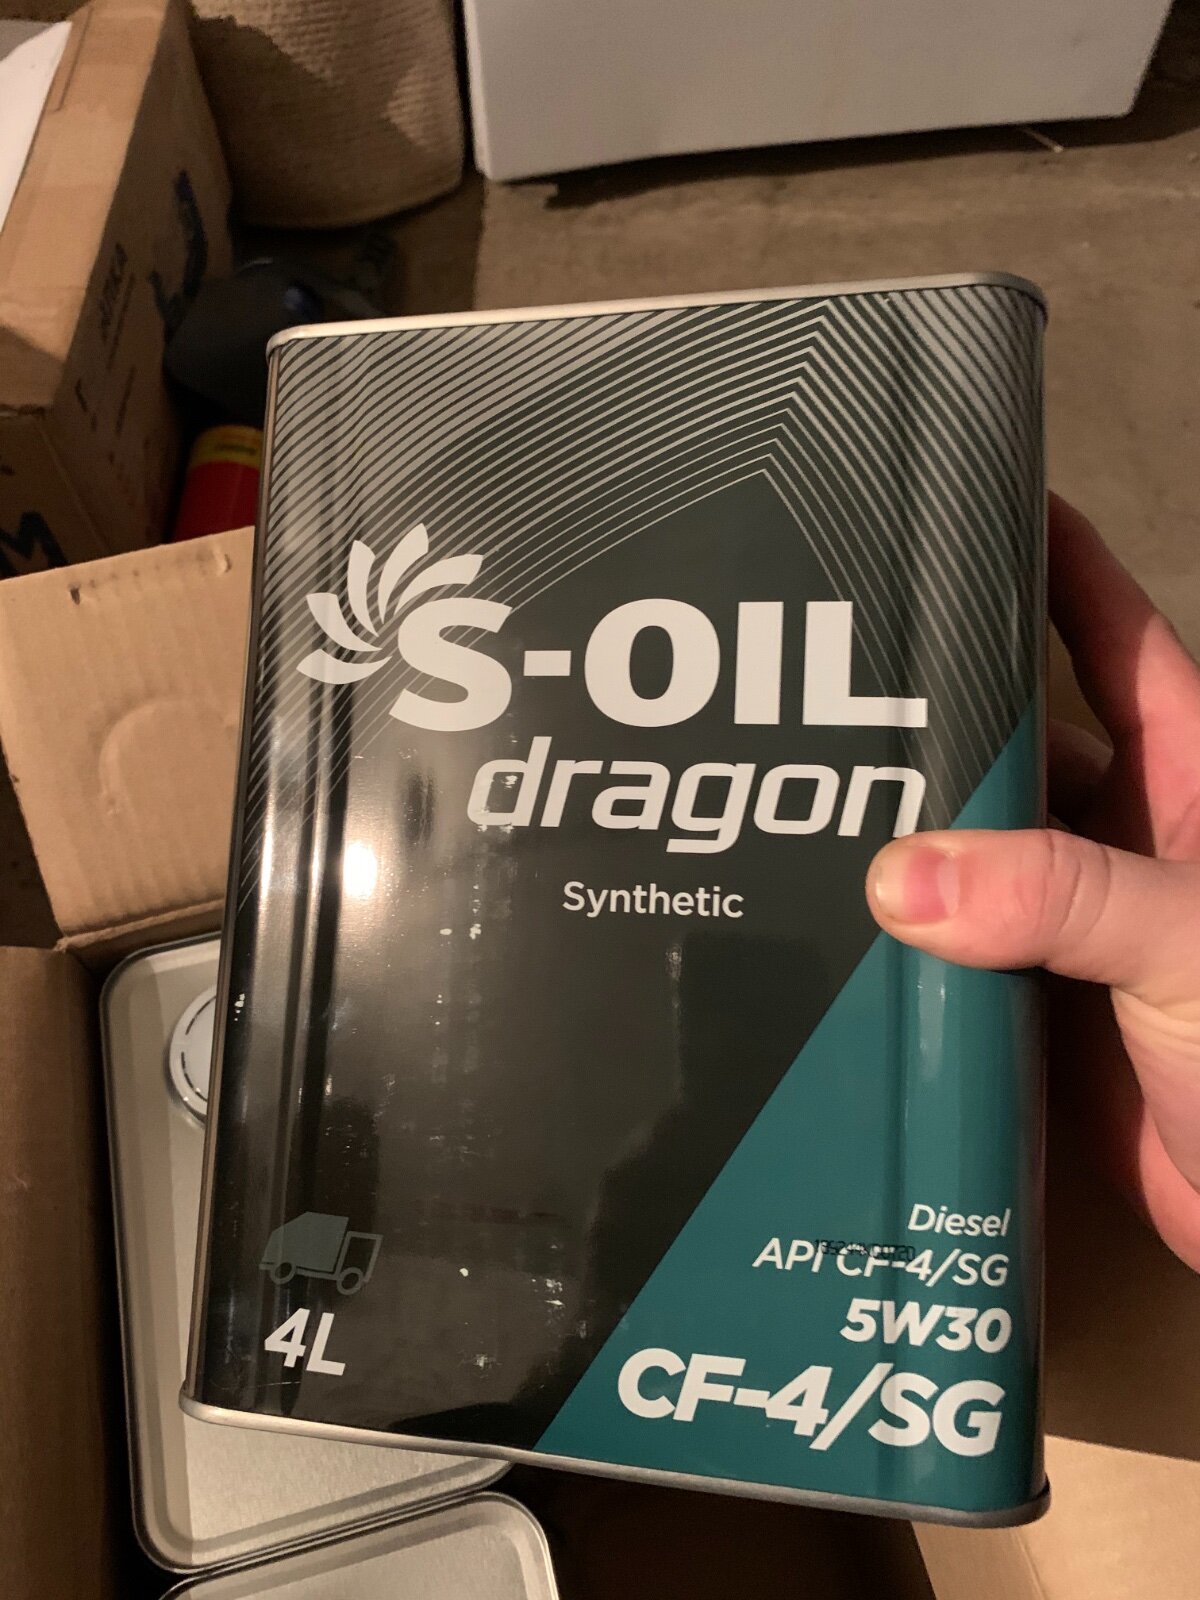 S-OIL
dragon
Synthetic
Diesel
API CF-4/SG
5W30
CF-4/SG
4L